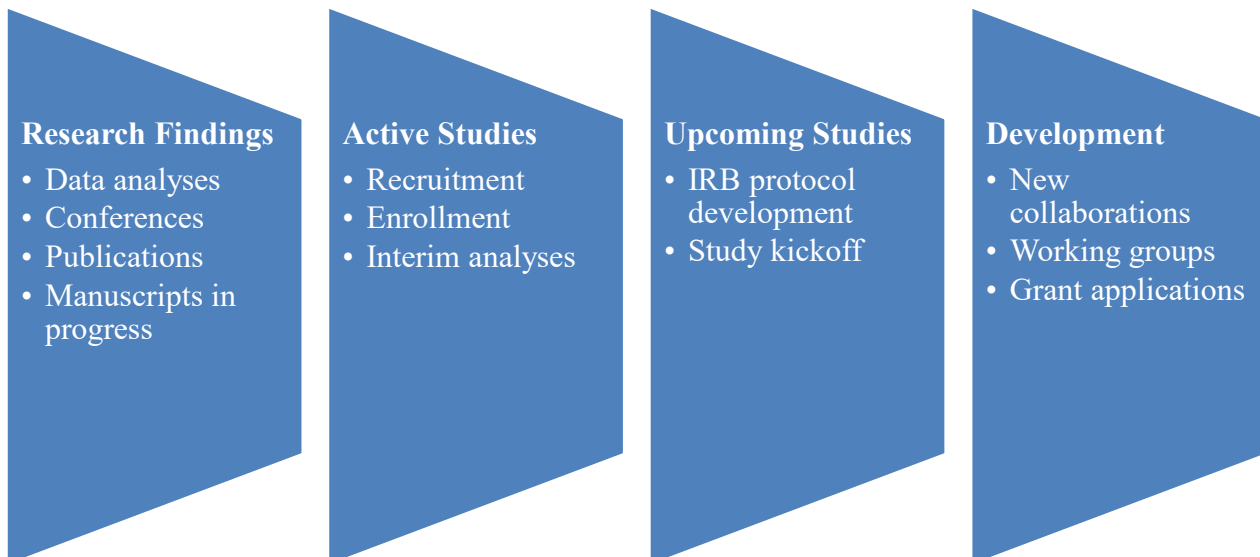 Research Findings
• Data analyses
• Conferences
• Publications
• Manuscripts in
progress
Active Studies
• Recruitment
• Enrollment
• Interim analyses
Upcoming Studies
• IRB protocol
development
• Study kickoff
Development
• New
collaborations
• Working groups
• Grant applications